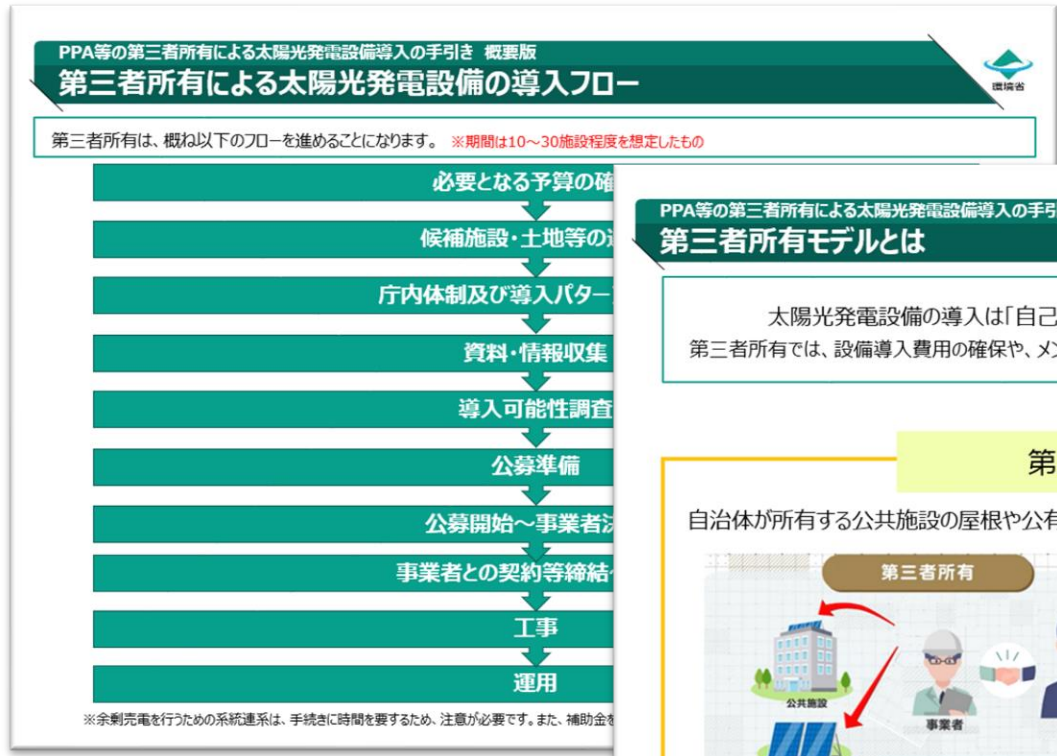 PPA等の第三者所有による太陽光発電設備導入の手引き 概要版
第三者所有による太陽光発電設備の導入フロー
環境省
第三者所有は、概ね以下のフローを進めることになります。 ※期間は10～30施設程度を想定したもの
必要となる予算の確
候補施設・土地等の
庁内体制及び導入パター
資料・情報収集
導入可能性調査
公募準備
公募開始～事業者
事業者との契約等締結
工事
運用
※余剰売電を行うための系統連系は、手続きに時間を要するため、注意が必要です。また、補助金を
PPA等の第三者所有による太陽光発電設備導入の手引
第三者所有モデルとは
太陽光発電設備の導入は「自己
第三者所有では、設備導入費用の確保や、メン
第
自治体が所有する公共施設の屋根や公有
第三者所有
公共施設
事業者